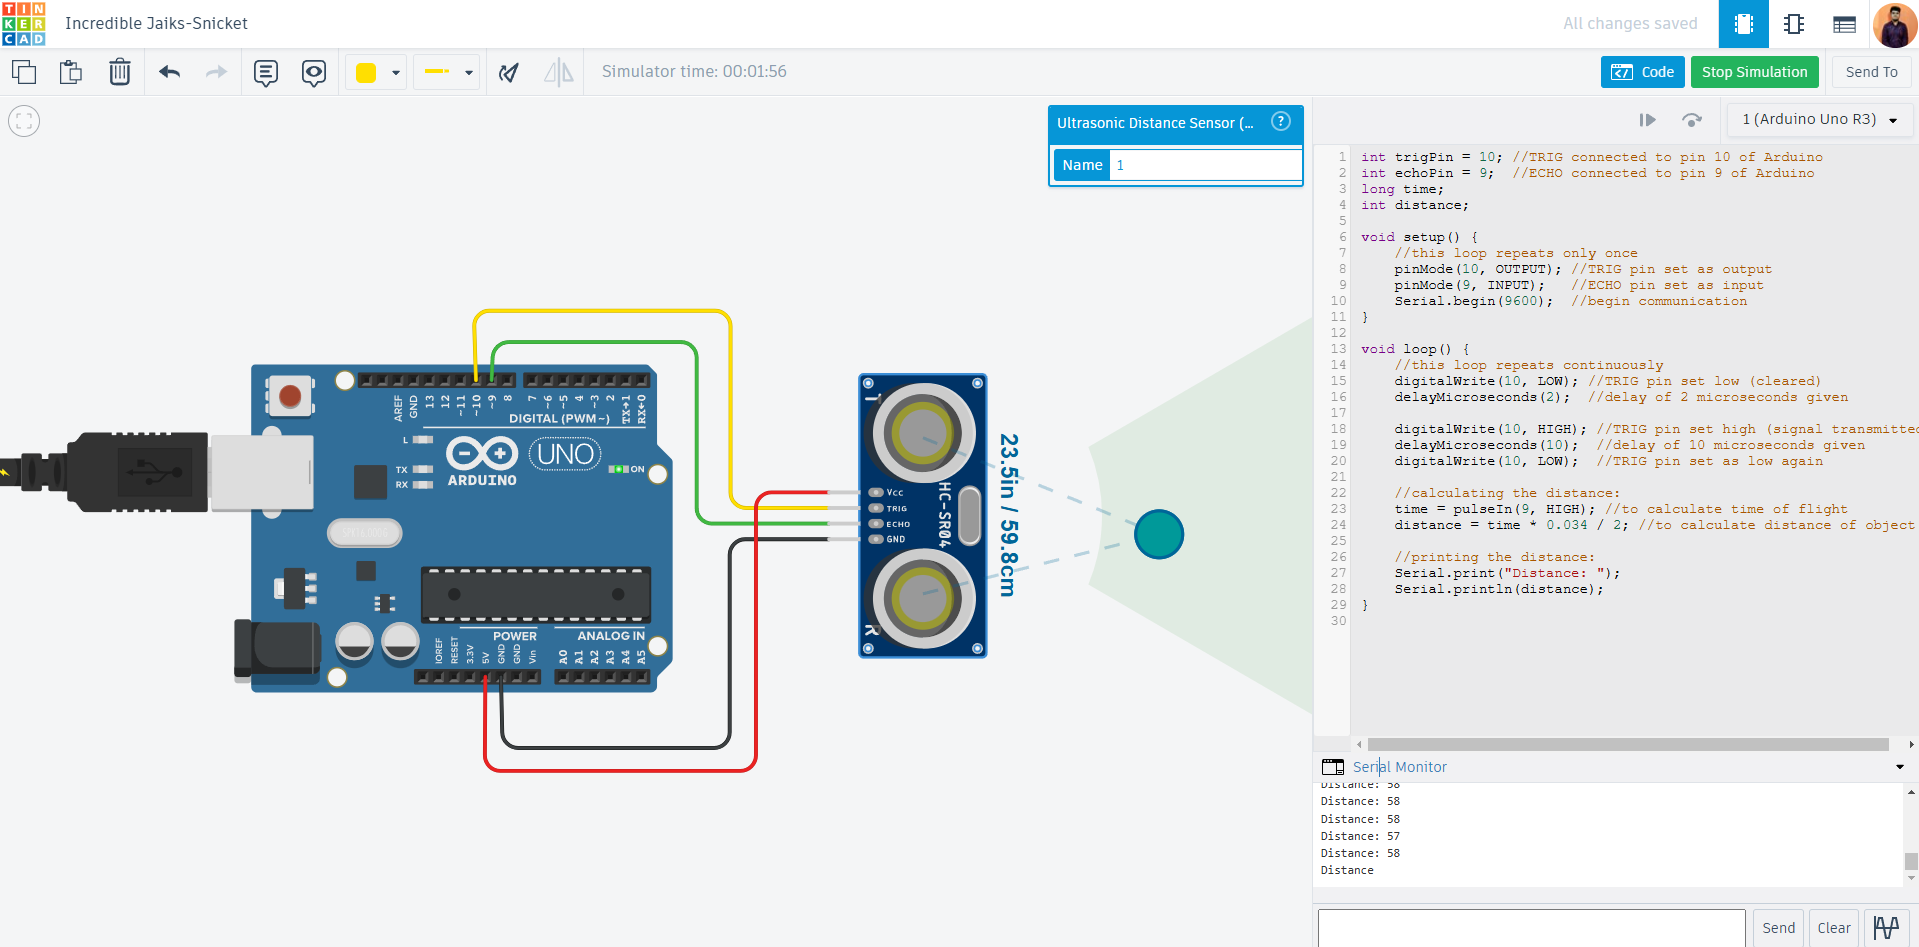 TIN
KER
CAD
Incredible Jaiks-Snicket
All changes saved
Simulator time: 00:01:56
Code
Stop Simulation
Send To
Ultrasonic Distance Sensor (...
?
Name
1
1 (Arduino Uno R3)
1 int trigPin = 10; //TRIG connected to pin 10 of Arduino
2 int echoPin = 9;  //ECHO connected to pin 9 of Arduino
3 long time;
4 int distance;
5
6 void setup() {
7     //this loop repeats only once
8     pinMode(10, OUTPUT); //TRIG pin set as output
9     pinMode(9, INPUT);   //ECHO pin set as input
10     Serial.begin(9600);  //begin communication
11 }
12
13 void loop() {
14     //this loop repeats continuously
15     digitalWrite(10, LOW); //TRIG pin set low (cleared)
16     delayMicroseconds(2);  //delay of 2 microseconds given
17
18     digitalWrite(10, HIGH); //TRIG pin set high (signal transmitted
19     delayMicroseconds(10);  //delay of 10 microseconds given
20     digitalWrite(10, LOW);  //TRIG pin set as low again
21
22     //calculating the distance:
23     time = pulseIn(9, HIGH); //to calculate time of flight
24     distance = time * 0.034 / 2; //to calculate distance of object
25
26     //printing the distance:
27     Serial.print("Distance: ");
28     Serial.println(distance);
29 }
30
AREF GND 13 12 ~11 ~10 ~9 8 7 ~6 ~5 4 ~3 2 TX→1 RX←0
DIGITAL (PWM~)
L
TX
RX
ARDUINO
UNO
ON
POWER
ANALOG IN
IOREF RESET 3.3V 5V GND GND Vin A0 A1 A2 A3 A4 A5
T
Vcc
TRIG
ECHO
GND
HC-SR04
R
23.5in / 59.8cm
Serial Monitor
Distance: 58
Distance: 58
Distance: 58
Distance: 57
Distance: 58
Distance
Send
Clear